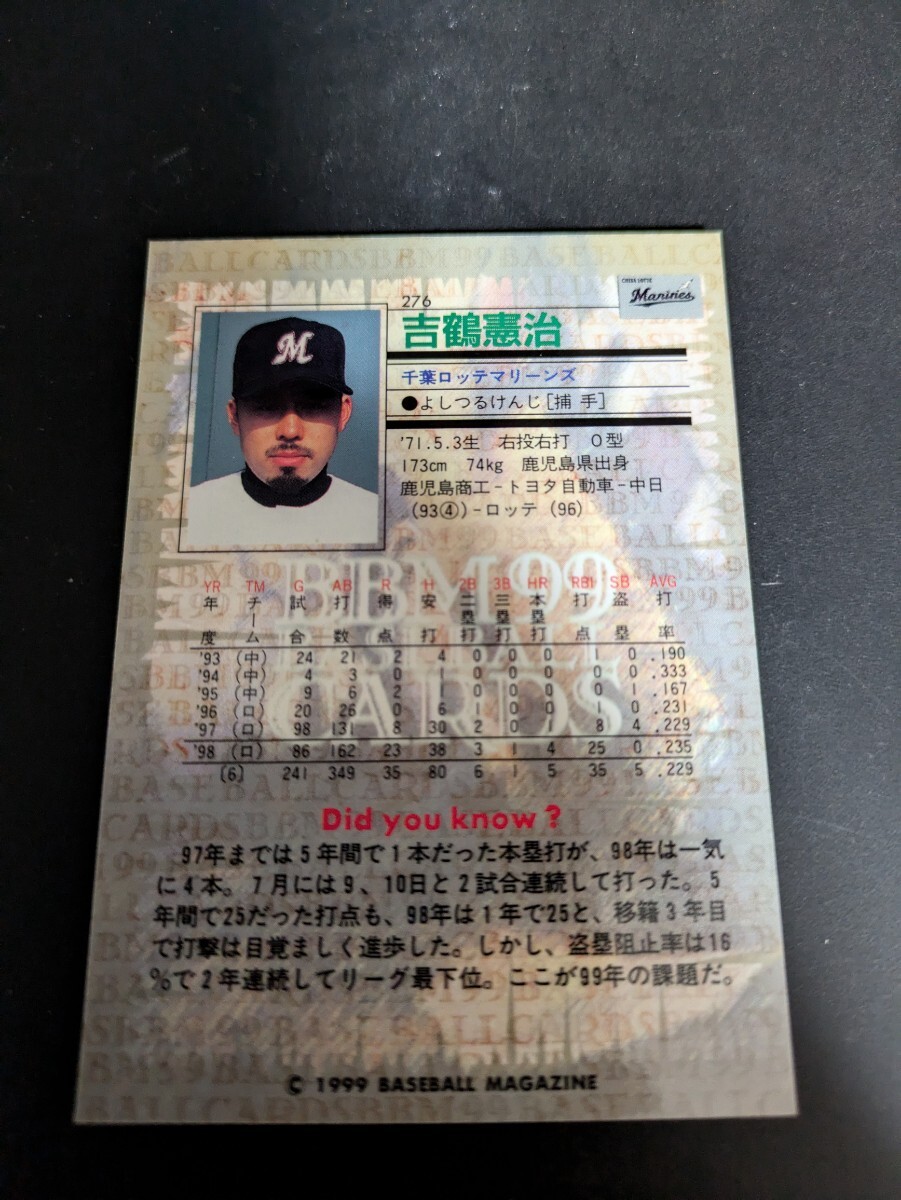 276
CHIBA LOTTE
Marines
吉鶴憲治
千葉ロッテマリーンズ
●よしつるけんじ[捕手]
'71.5.3生 右投右打 O型
173cm 74kg 鹿児島県出身
鹿児島商工-トヨタ自動車-中日
(93④)-ロッテ(96)
M
YR TM G AB R H 2B 3B HR RBI SB AVG
年度 チーム 試合 打数 得点 安打 二塁打 三塁打 本塁打 打点 盗塁 打率
'93 (中) 24 21 2 4 0 0 0 1 0 .190
'94 (中) 4 3 0 1 0 0 0 0 0 .333
'95 (中) 9 6 2 1 0 0 0 0 1 .167
'96 (ロ) 20 26 0 6 1 0 0 1 0 .231
'97 (ロ) 98 131 8 30 2 0 1 8 4 .229
'98 (ロ) 86 162 23 38 3 1 4 25 0 .235
(6) 241 349 35 80 6 1 5 35 5 .229
BBM 99
BASEBALL
CARDS
Did you know?
97年までは5年間で1本だった本塁打が、98年は一気
に4本。7月には9、10日と2試合連続して打った。5
年間で25だった打点も、98年は1年で25と、移籍3年目
で打撃は目覚ましく進歩した。しかし、盗塁阻止率は16
%で2年連続してリーグ最下位。ここが99年の課題だ。
© 1999 BASEBALL MAGAZINE